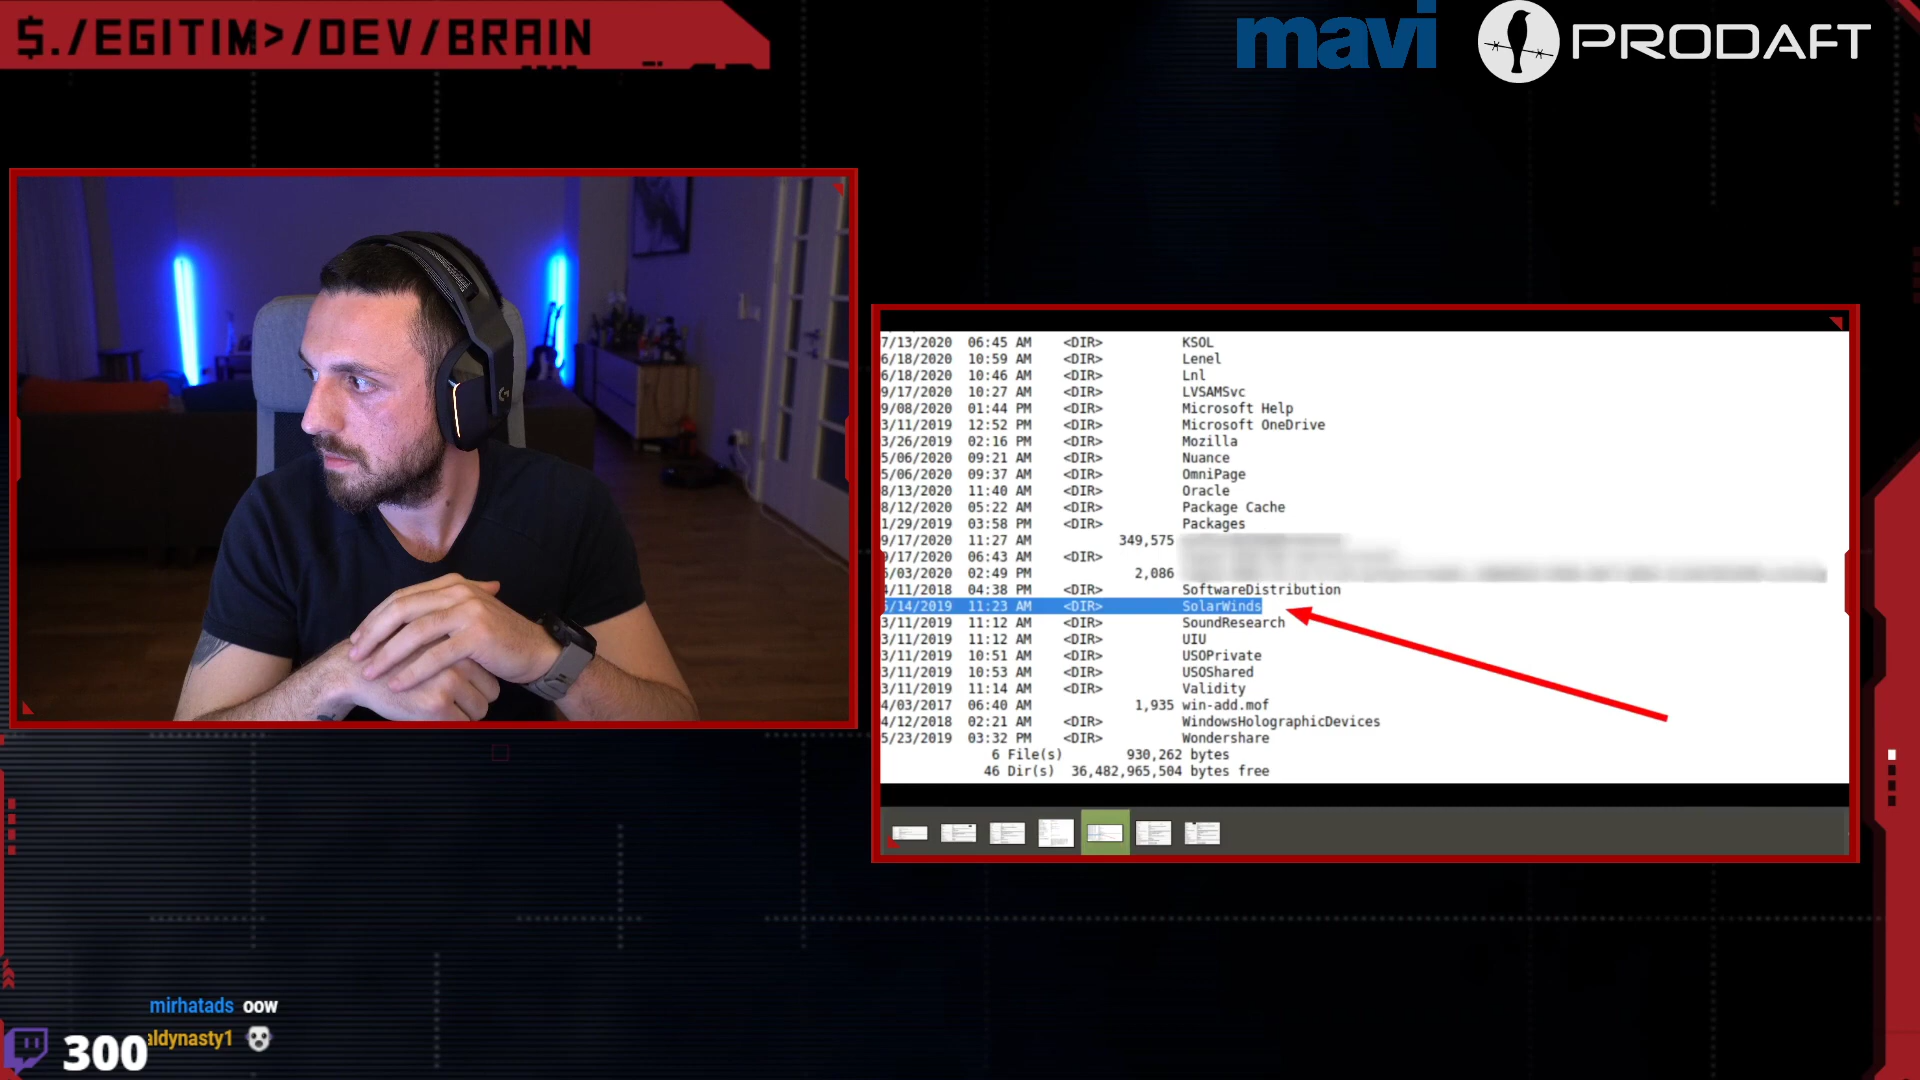 $./EGITIM>/DEV/BRAIN
mavi
PRODAFT
7/13/2020 06:45 AM <DIR> KSOL
6/18/2020 10:59 AM <DIR> Lenel
6/18/2020 10:46 AM <DIR> Lnl
9/17/2020 10:27 AM <DIR> LVSAMSvc
9/08/2020 01:44 PM <DIR> Microsoft Help
3/11/2019 12:52 PM <DIR> Microsoft OneDrive
3/26/2019 02:16 PM <DIR> Mozilla
5/06/2020 09:21 AM <DIR> Nuance
5/06/2020 09:37 AM <DIR> OmniPage
8/13/2020 11:40 AM <DIR> Oracle
8/12/2020 05:22 AM <DIR> Package Cache
1/29/2019 03:58 PM <DIR> Packages
9/17/2020 11:27 AM 349,575
9/17/2020 06:43 AM <DIR>
5/03/2020 02:49 PM 2,086
4/11/2018 04:38 PM <DIR> SoftwareDistribution
5/14/2019 11:23 AM <DIR> SolarWinds
3/11/2019 11:12 AM <DIR> SoundResearch
3/11/2019 11:12 AM <DIR> UIU
3/11/2019 10:51 AM <DIR> USOPrivate
3/11/2019 10:53 AM <DIR> USOShared
3/11/2019 11:14 AM <DIR> Validity
4/03/2017 06:40 AM 1,935 win-add.mof
4/12/2018 02:21 AM <DIR> WindowsHolographicDevices
5/23/2019 03:32 PM <DIR> Wondershare
6 File(s) 930,262 bytes
46 Dir(s) 36,482,965,504 bytes free
mirhatads oow
aldynasty1
300